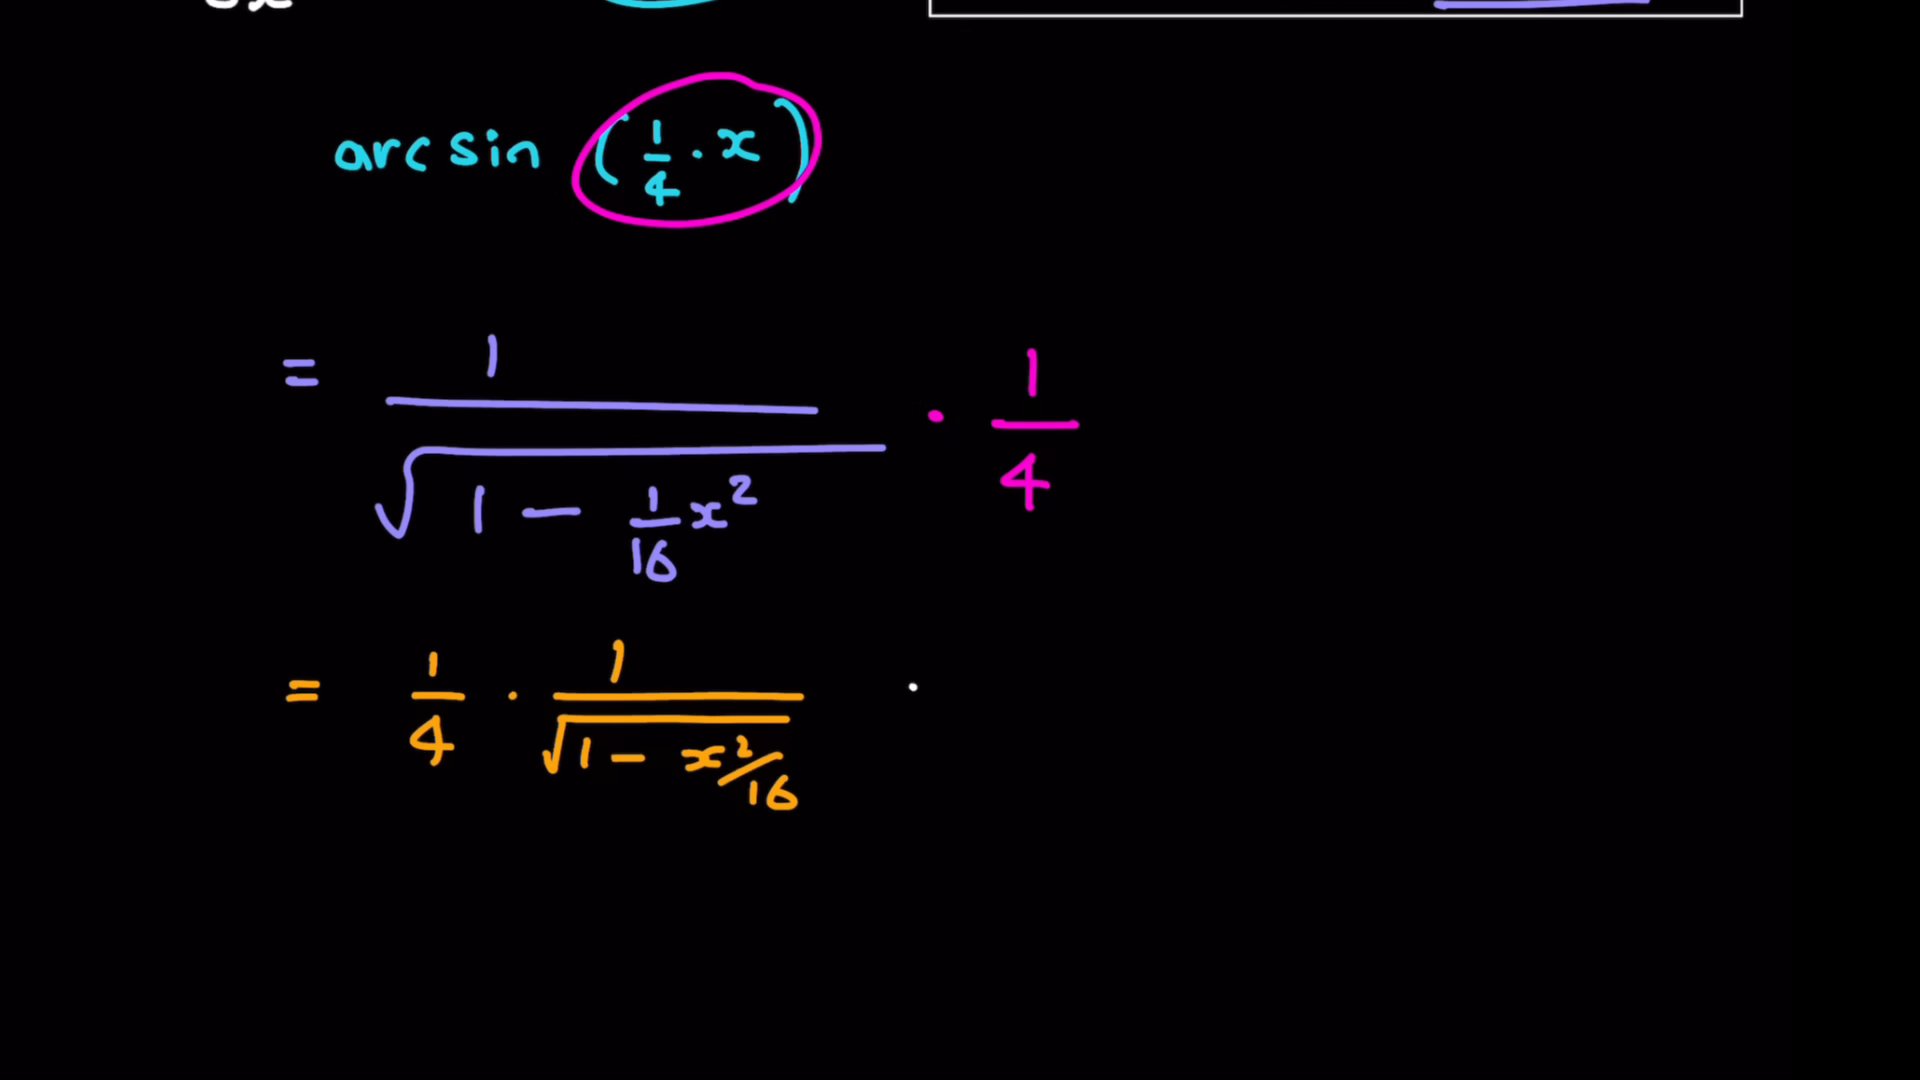 arcsin (1/4 · x)
= 1/√(1 − 1/16 x²) · 1/4
= 1/4 · 1/√(1 − x²/16)